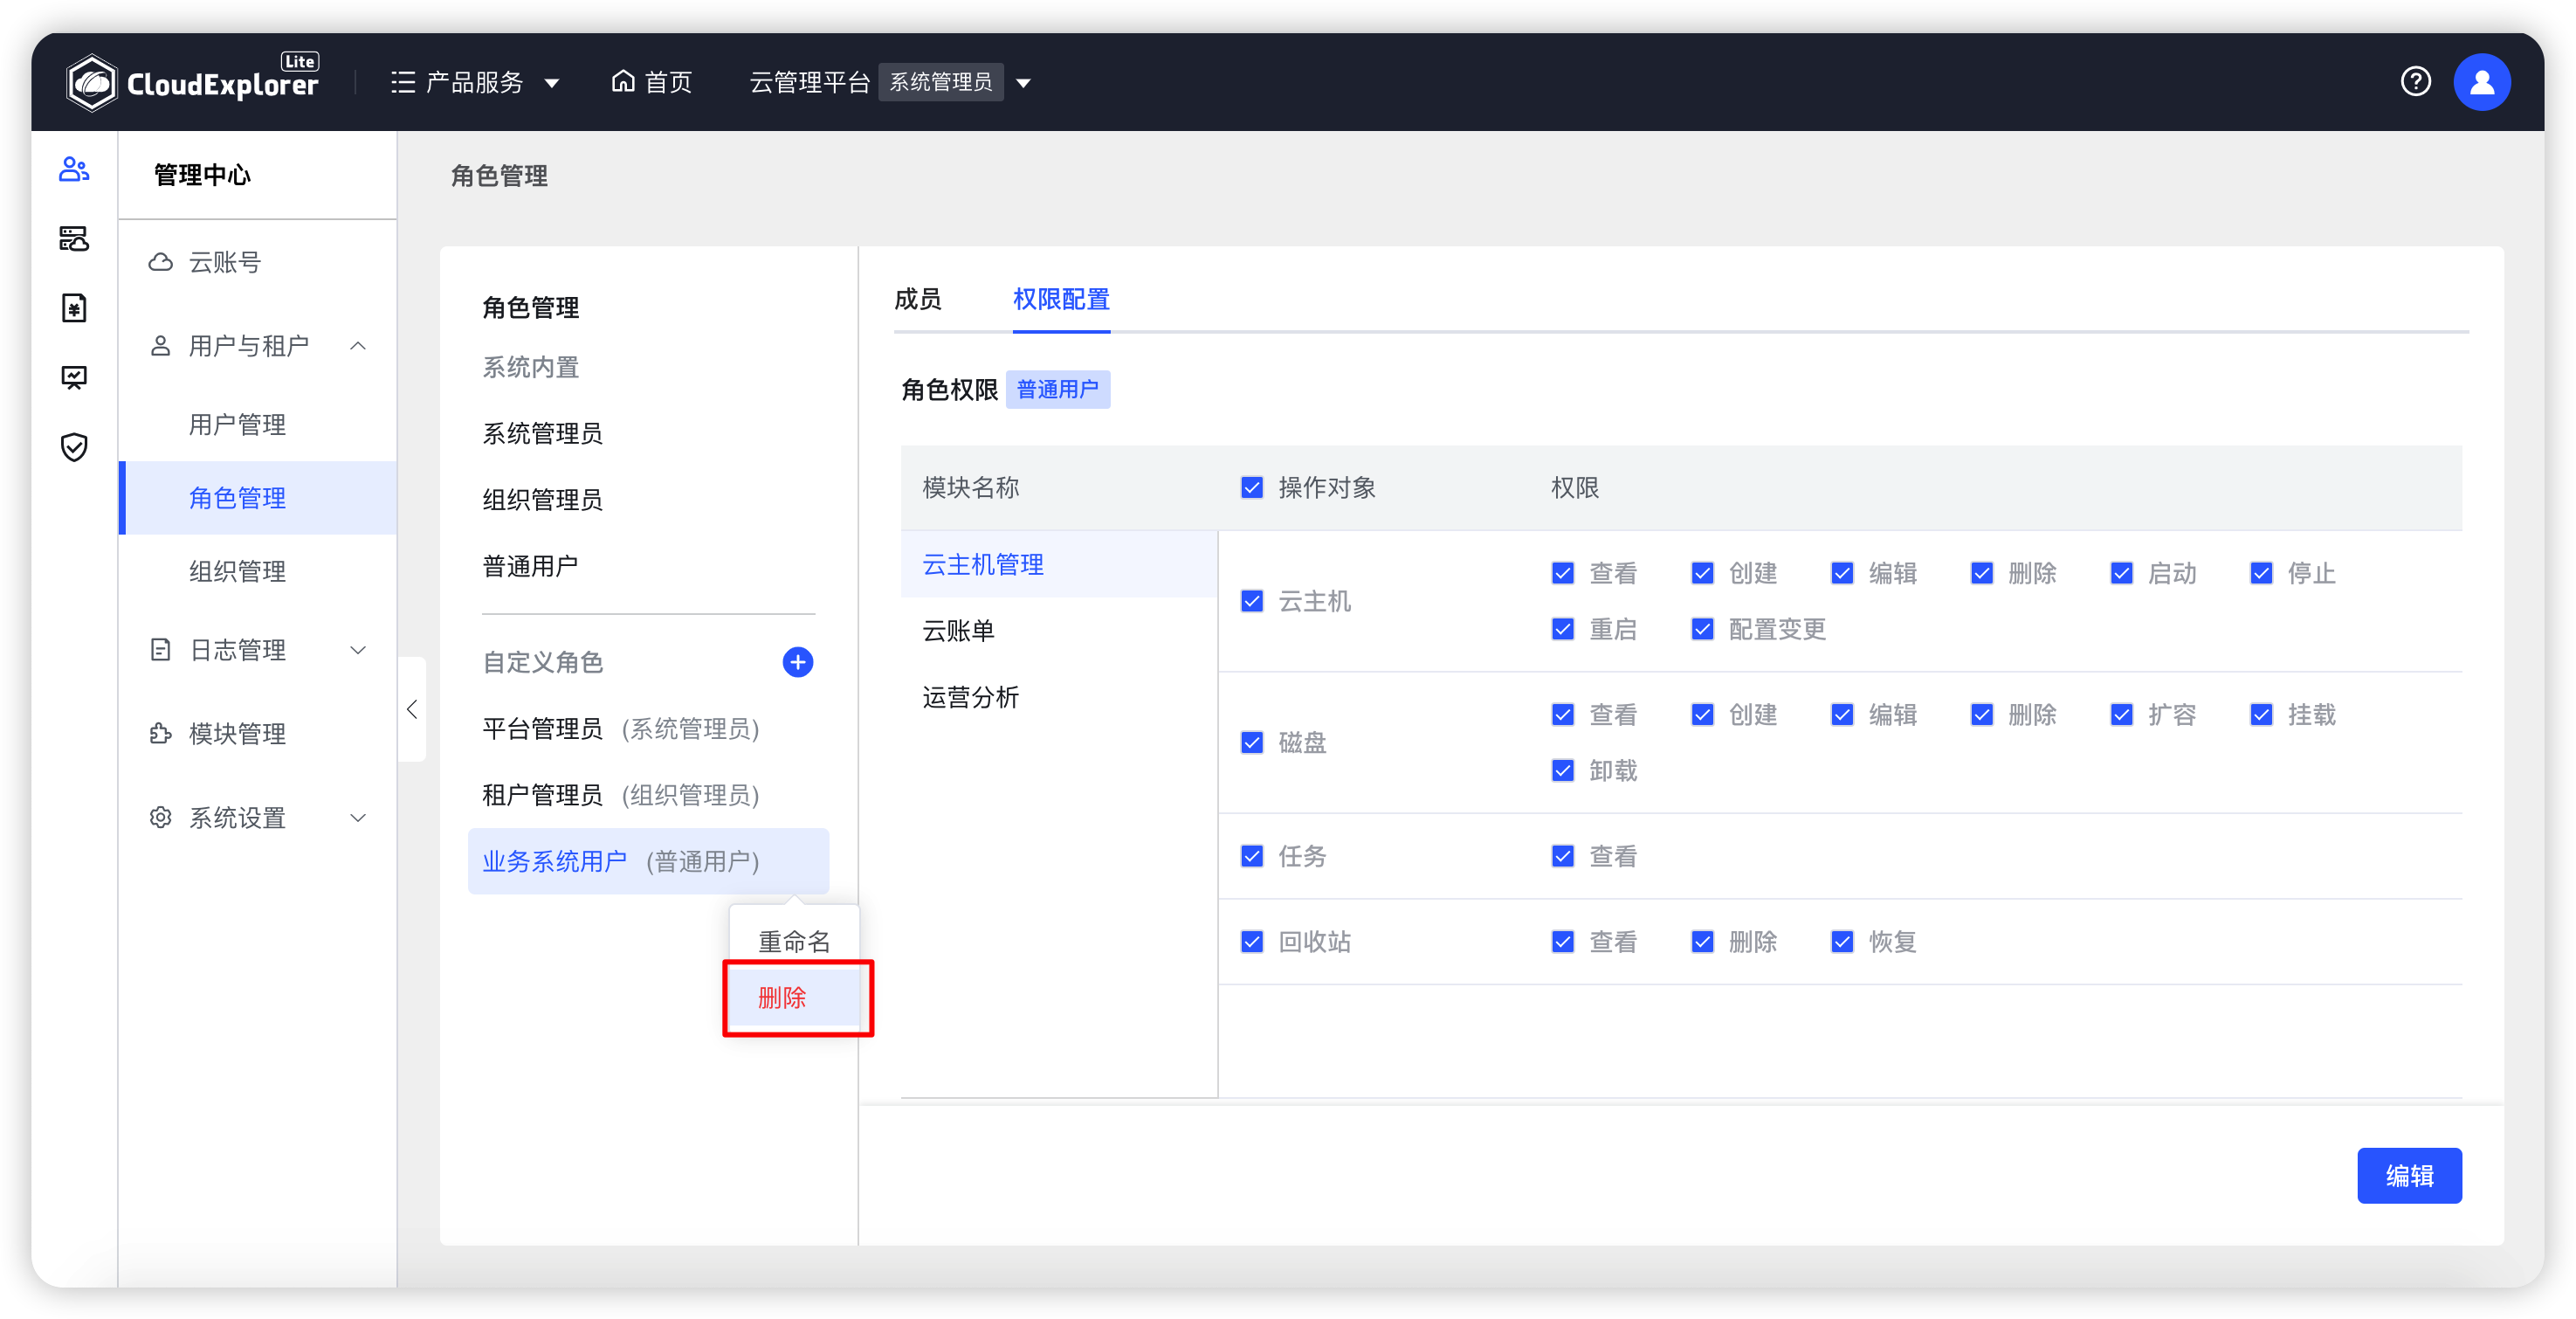 CloudExplorer Lite
产品服务
首页
云管理平台 系统管理员
管理中心
云账号
用户与租户
用户管理
角色管理
组织管理
日志管理
模块管理
系统设置
角色管理
角色管理
系统内置
系统管理员
组织管理员
普通用户
自定义角色
平台管理员 (系统管理员)
租户管理员 (组织管理员)
业务系统用户 (普通用户)
重命名
删除
成员 权限配置
角色权限 普通用户
模块名称 操作对象 权限
云主机管理
云账单
运营分析
云主机 查看 创建 编辑 删除 启动 停止
重启 配置变更
磁盘 查看 创建 编辑 删除 扩容 挂载
卸载
任务 查看
回收站 查看 删除 恢复
编辑